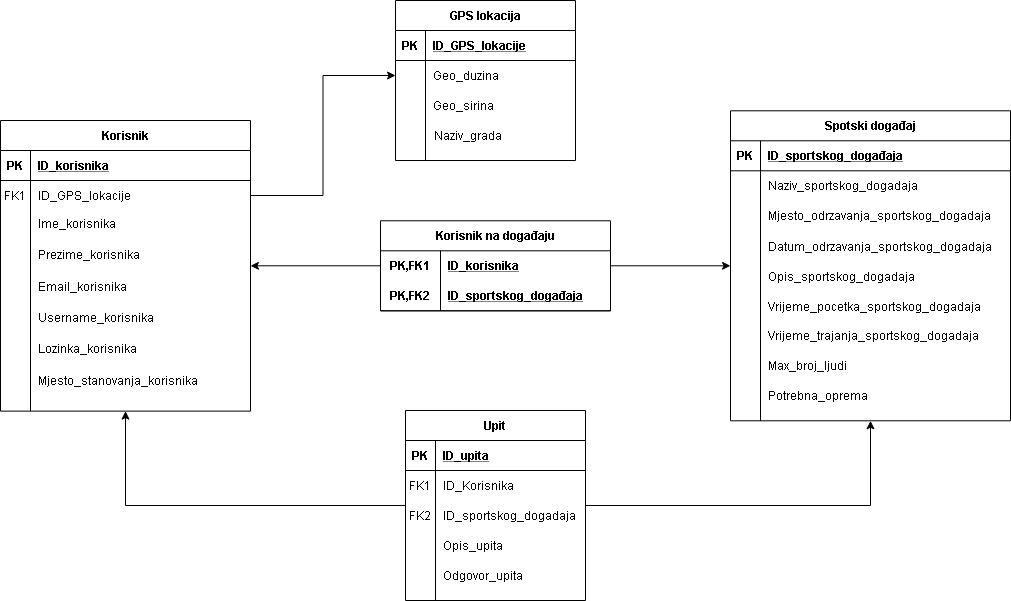 GPS lokacija
PK ID_GPS_lokacije
Geo_duzina
Geo_sirina
Naziv_grada
Korisnik
PK ID_korisnika
FK1 ID_GPS_lokacije
Ime_korisnika
Prezime_korisnika
Email_korisnika
Username_korisnika
Lozinka_korisnika
Mjesto_stanovanja_korisnika
Korisnik na događaju
PK,FK1 ID_korisnika
PK,FK2 ID_sportskog_događaja
Spotski događaj
PK ID_sportskog_događaja
Naziv_sportskog_dogadaja
Mjesto_odrzavanja_sportskog_dogadaja
Datum_odrzavanja_sportskog_dogadaja
Opis_sportskog_dogadaja
Vrijeme_pocetka_sportskog_dogadaja
Vrijeme_trajanja_sportskog_dogadaja
Max_broj_ljudi
Potrebna_oprema
Upit
PK ID_upita
FK1 ID_Korisnika
FK2 ID_sportskog_dogadaja
Opis_upita
Odgovor_upita